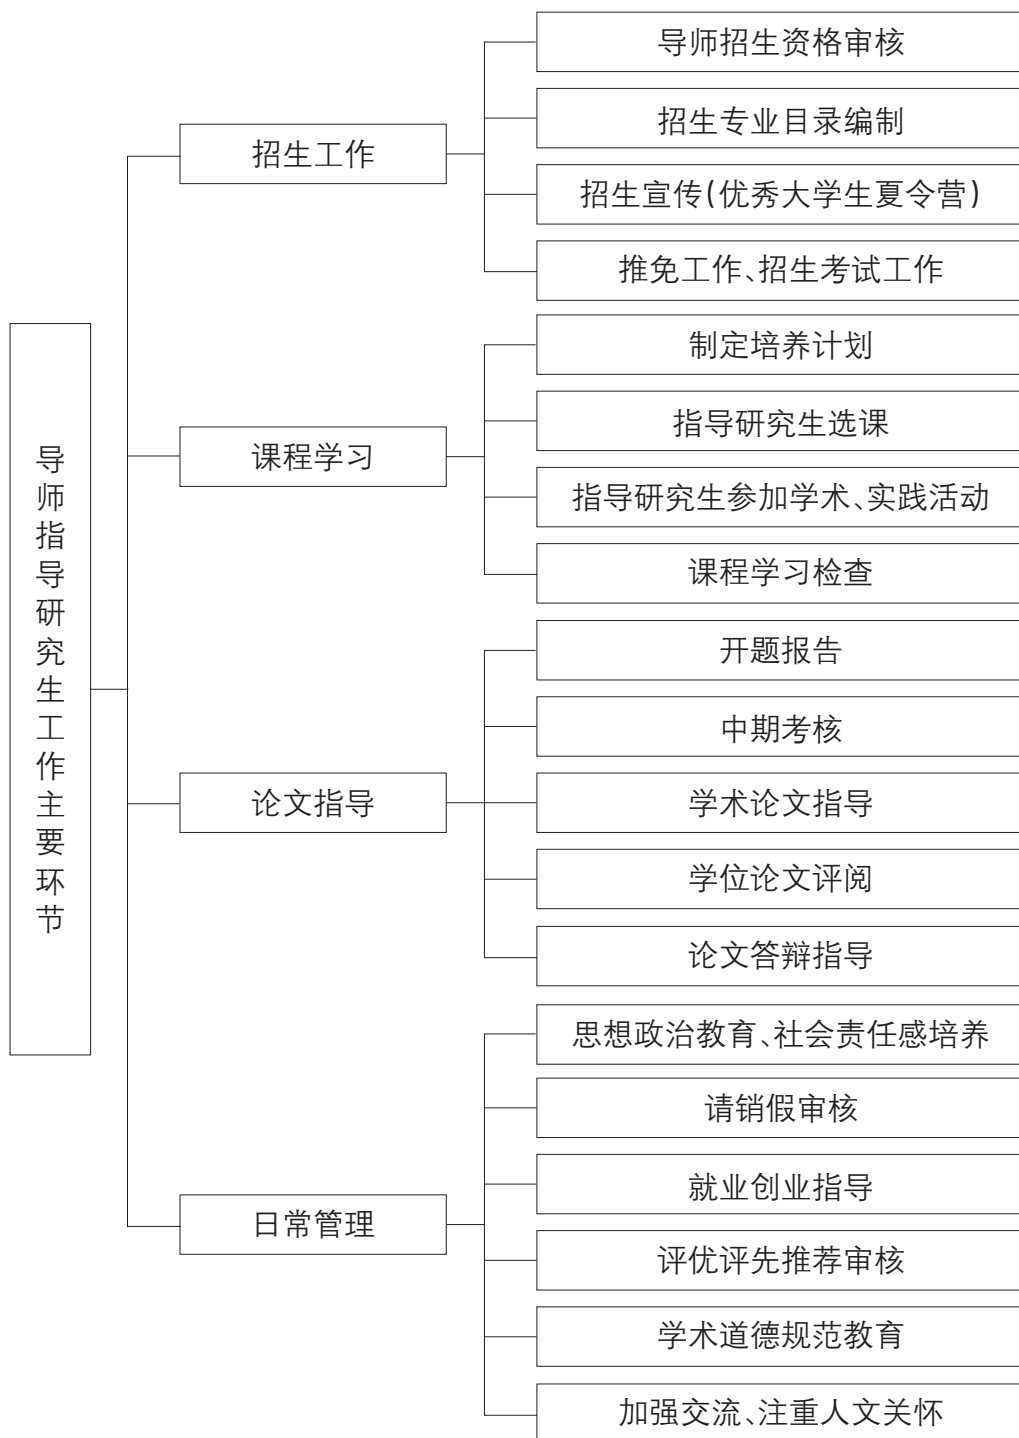 导师指导研究生工作主要环节
招生工作
导师招生资格审核
招生专业目录编制
招生宣传(优秀大学生夏令营)
推免工作、招生考试工作
课程学习
制定培养计划
指导研究生选课
指导研究生参加学术、实践活动
课程学习检查
论文指导
开题报告
中期考核
学术论文指导
学位论文评阅
论文答辩指导
日常管理
思想政治教育、社会责任感培养
请销假审核
就业创业指导
评优评先推荐审核
学术道德规范教育
加强交流、注重人文关怀